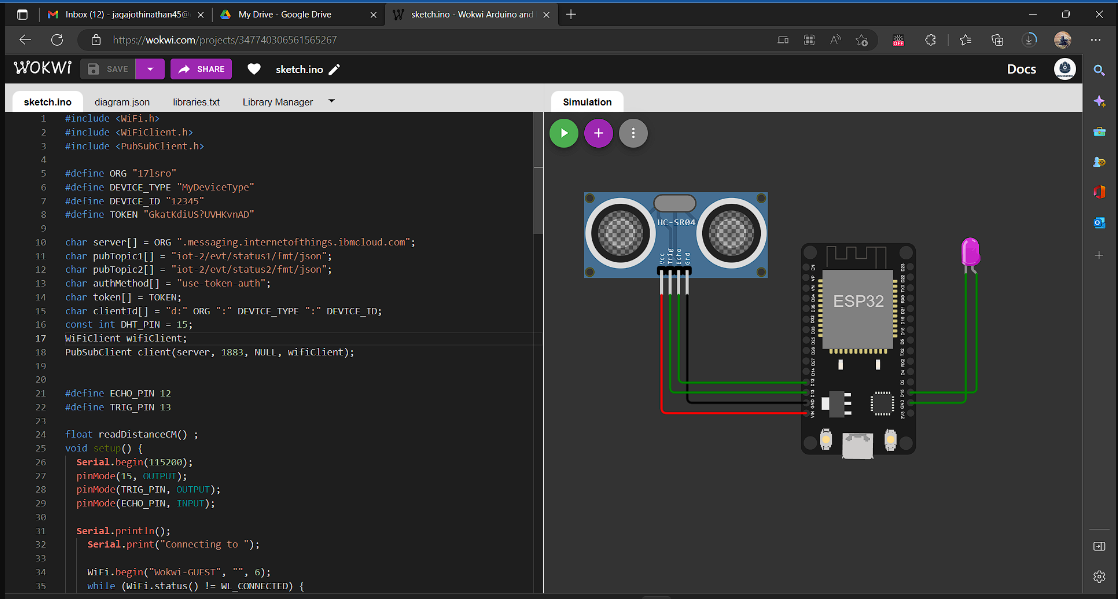 Inbox (12) - jagajothinathan45@
My Drive - Google Drive
sketch.ino - Wokwi Arduino and
https://wokwi.com/projects/347740306561565267
WOKWI
SAVE
SHARE
sketch.ino
Docs
sketch.ino
diagram.json
libraries.txt
Library Manager
Simulation
1 #include <WiFi.h>
2 #include <WiFiClient.h>
3 #include <PubSubClient.h>
4
5 #define ORG "17lsro"
6 #define DEVICE_TYPE "MyDeviceType"
7 #define DEVICE_ID "12345"
8 #define TOKEN "GkatKdiUS?UVHKvnAD"
9
10 char server[] = ORG ".messaging.internetofthings.ibmcloud.com";
11 char pubTopic1[] = "iot-2/evt/status1/fmt/json";
12 char pubTopic2[] = "iot-2/evt/status2/fmt/json";
13 char authMethod[] = "use-token-auth";
14 char token[] = TOKEN;
15 char clientId[] = "d:" ORG ":" DEVICE_TYPE ":" DEVICE_ID;
16 const int DHT_PIN = 15;
17 WiFiClient wifiClient;
18 PubSubClient client(server, 1883, NULL, wifiClient);
19
20
21 #define ECHO_PIN 12
22 #define TRIG_PIN 13
23
24 float readDistanceCM() ;
25 void setup() {
26 Serial.begin(115200);
27 pinMode(15, OUTPUT);
28 pinMode(TRIG_PIN, OUTPUT);
29 pinMode(ECHO_PIN, INPUT);
30
31 Serial.println();
32 Serial.print("Connecting to ");
33
34 WiFi.begin("Wokwi-GUEST", "", 6);
35 while (WiFi.status() != WL_CONNECTED) {
HC-SR04
Vcc
Trig
Echo
Gnd
ESP32
OFF